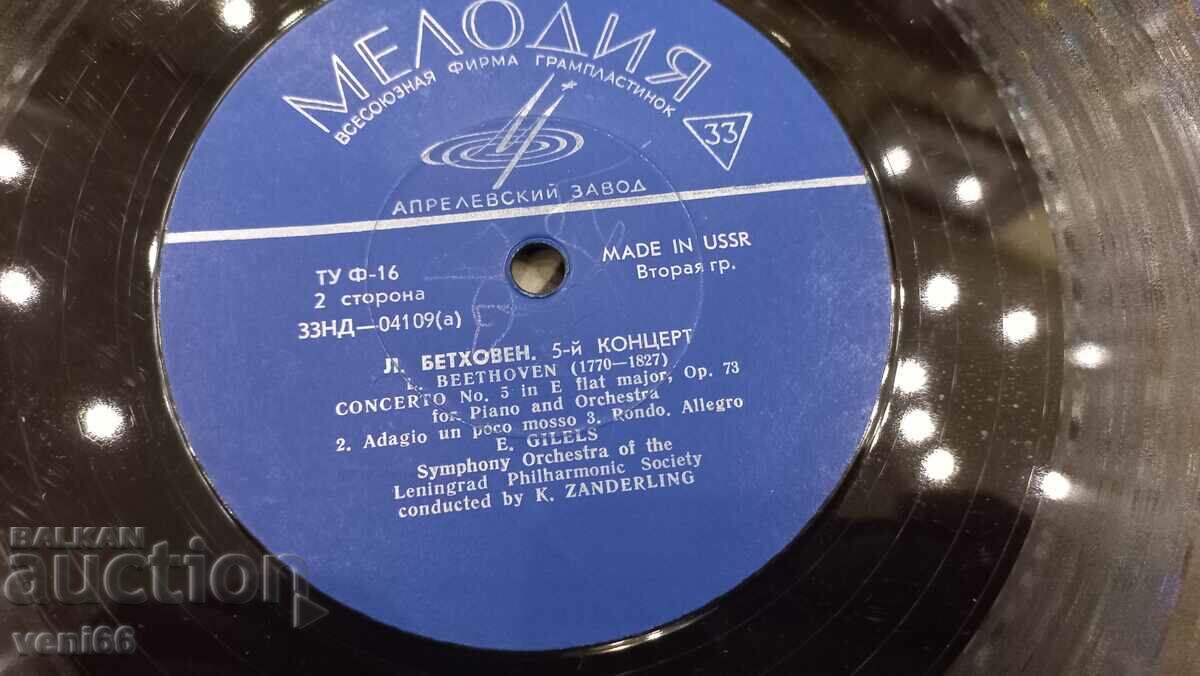 МЕЛОДИЯ
ВСЕСОЮЗНАЯ ФИРМА ГРАМПЛАСТИНОК
33
АПРЕЛЕВСКИЙ ЗАВОД
ТУ Ф-16
2 сторона
33НД—04109(а)
MADE IN USSR
Вторая гр.
Л. БЕТХОВЕН. 5-й КОНЦЕРТ
L. BEETHOVEN (1770—1827)
CONCERTO No. 5 in E flat major, Op. 73
for Piano and Orchestra
2. Adagio un poco mosso 3. Rondo. Allegro
E. GILELS
Symphony Orchestra of the
Leningrad Philharmonic Society
conducted by K. ZANDERLING
BALKAN
auction
veni66